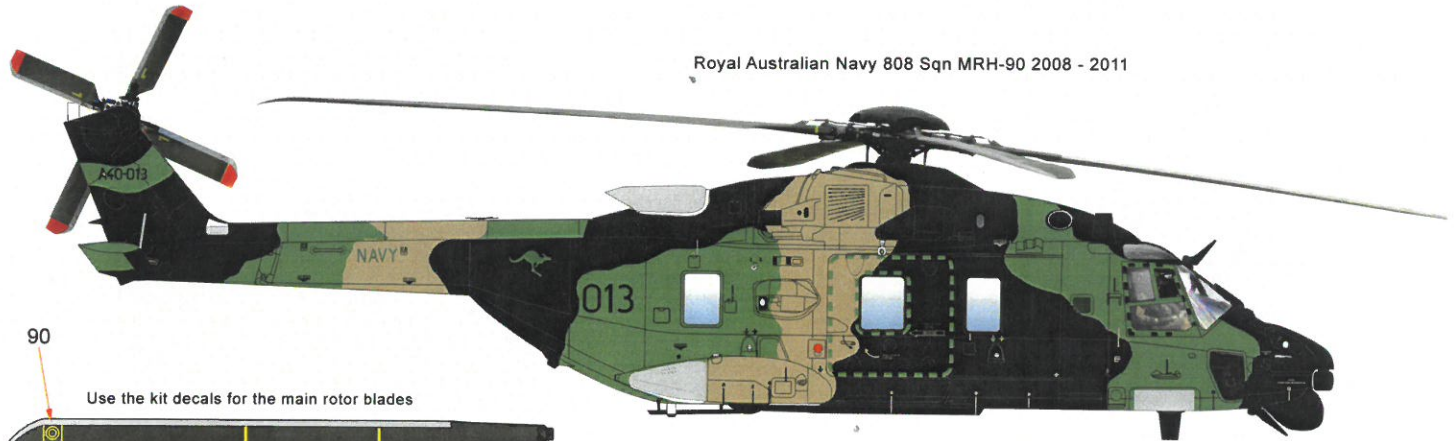 Royal Australian Navy 808 Sqn MRH-90 2008 - 2011
A40-013
NAVY
013
90
Use the kit decals for the main rotor blades